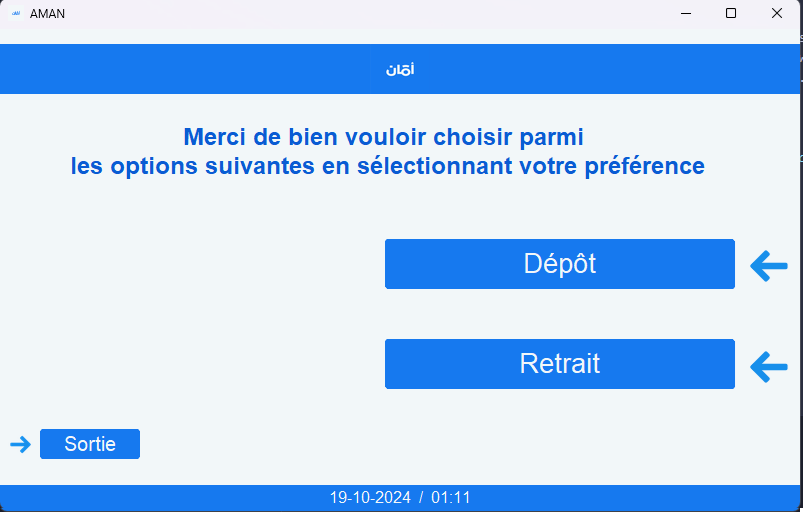 AMAN
أمان
Merci de bien vouloir choisir parmi
les options suivantes en sélectionnant votre préférence
Dépôt
Retrait
Sortie
19-10-2024 / 01:11